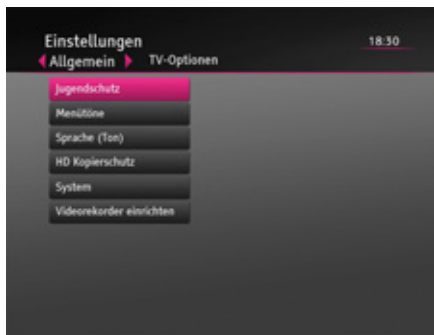 Einstellungen
18:30
Allgemein TV-Optionen
Jugendschutz
Menütöne
Sprache (Ton)
HD Kopierschutz
System
Videorekorder einrichten